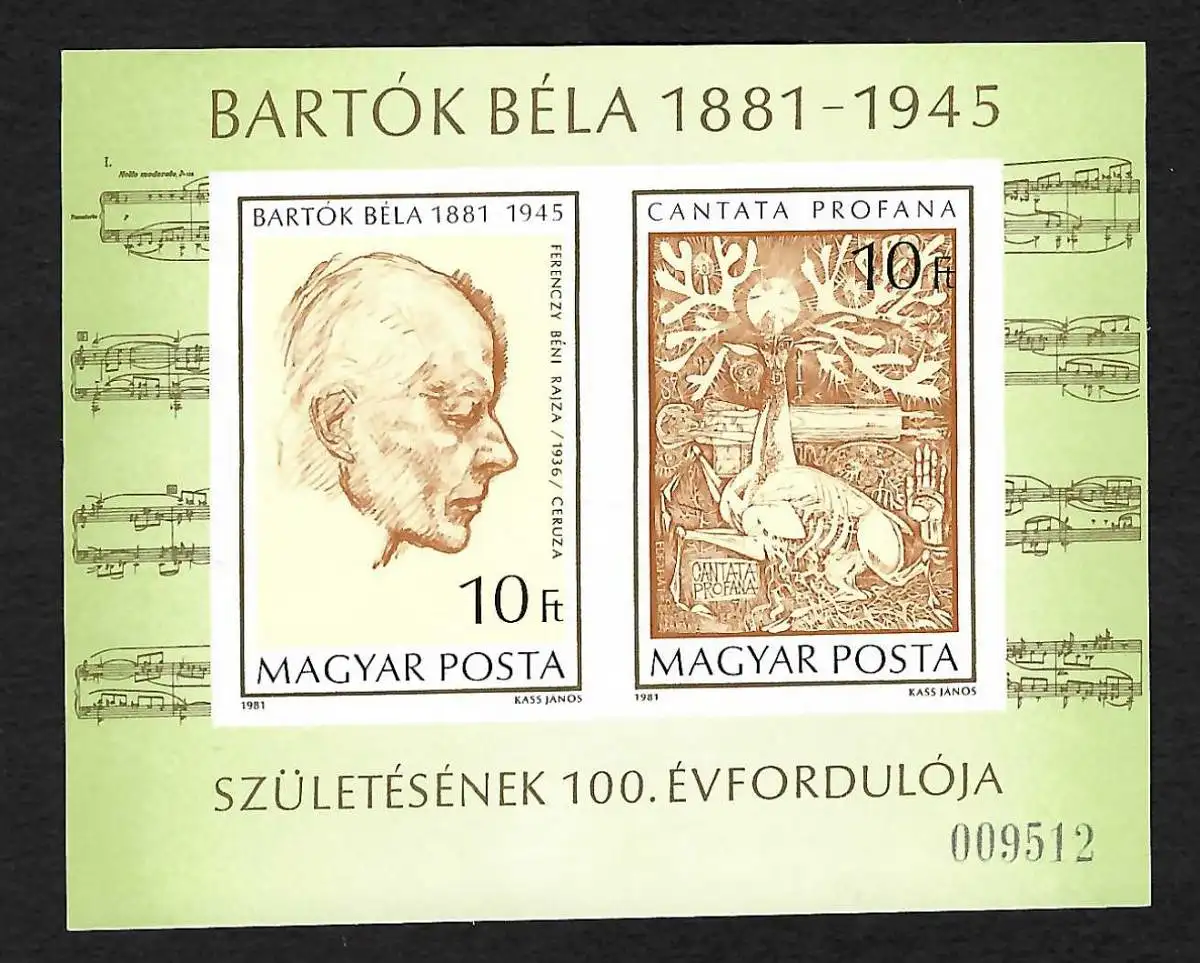 BARTÓK BÉLA 1881-1945
I.
BARTÓK BÉLA 1881 1945
FERENCZY BÉNI RAJZA /1936/ CERUZA
10 Ft
MAGYAR POSTA
1981
KASS JÁNOS
CANTATA PROFANA
10 Ft
CANTATA
PROFANA
MAGYAR POSTA
1981
KASS JÁNOS
SZÜLETÉSÉNEK 100. ÉVFORDULÓJA
009512